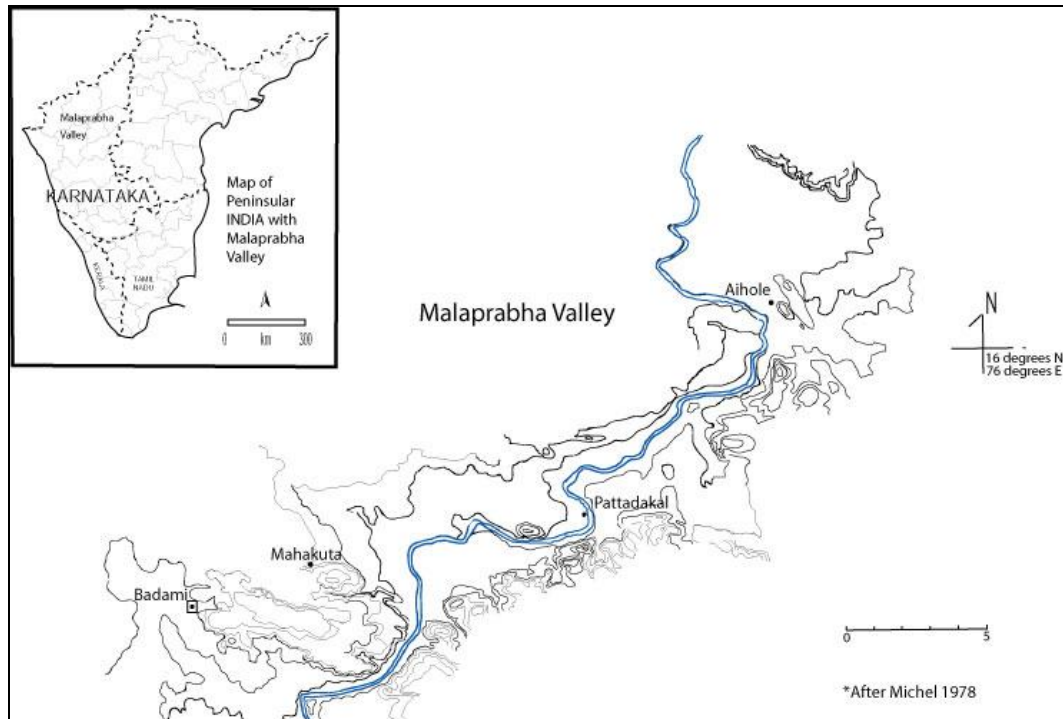 Malaprabha
Valley
KARNATAKA
KERALA
TAMIL
NADU
Map of
Peninsular
INDIA with
Malaprabha
Valley
0 km 300
Malaprabha Valley
Aihole
N
16 degrees N
76 degrees E
Pattadakal
Mahakuta
Badami
0 5
*After Michel 1978